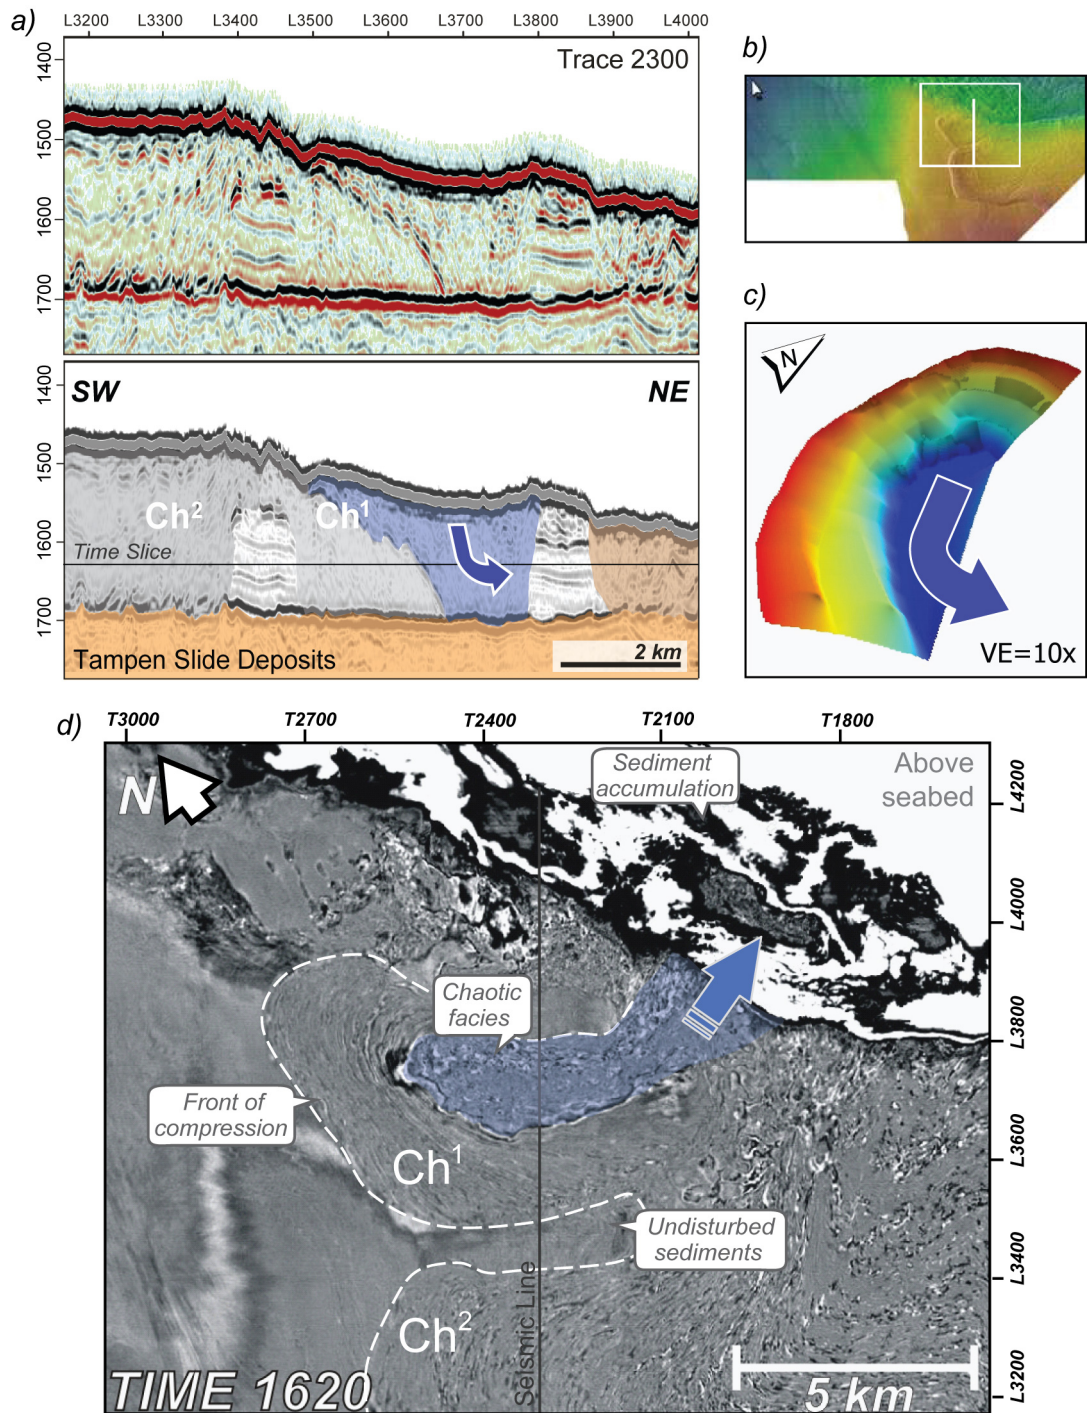 a)
L3200 L3300 L3400 L3500 L3600 L3700 L3800 L3900 L4000
Trace 2300
1400
1500
1600
1700
SW
NE
1400
1500
1600
1700
Ch2
Ch1
Time Slice
Tampen Slide Deposits
2 km
b)
c)
N
VE=10x
d)
T3000 T2700 T2400 T2100 T1800
N
Sediment
accumulation
Above
seabed
Chaotic
facies
Front of
compression
Ch1
Undisturbed
sediments
Ch2
Seismic Line
TIME 1620
5 km
L4200
L4000
L3800
L3600
L3400
L3200